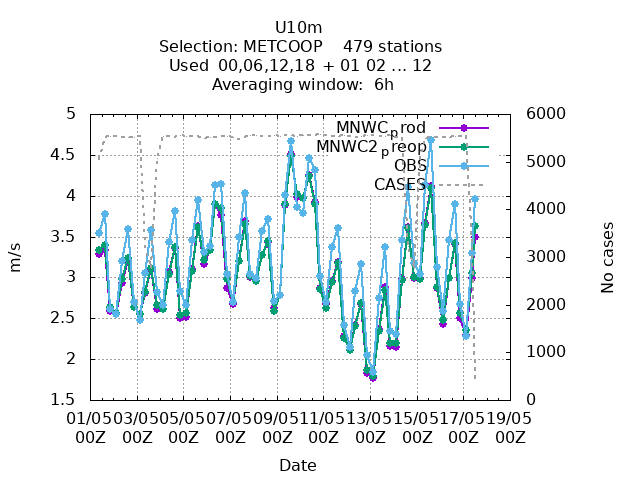 U10m
Selection: METCOOP    479 stations
Used  00,06,12,18 + 01 02 ... 12
Averaging window:  6h
MNWC_prod
MNWC2_preop
OBS
CASES
5
4.5
4
3.5
3
2.5
2
1.5
6000
5000
4000
3000
2000
1000
0
m/s
No cases
01/05 03/05 05/05 07/05 09/05 11/05 13/05 15/05 17/05 19/05
00Z 00Z 00Z 00Z 00Z 00Z 00Z 00Z 00Z 00Z
Date